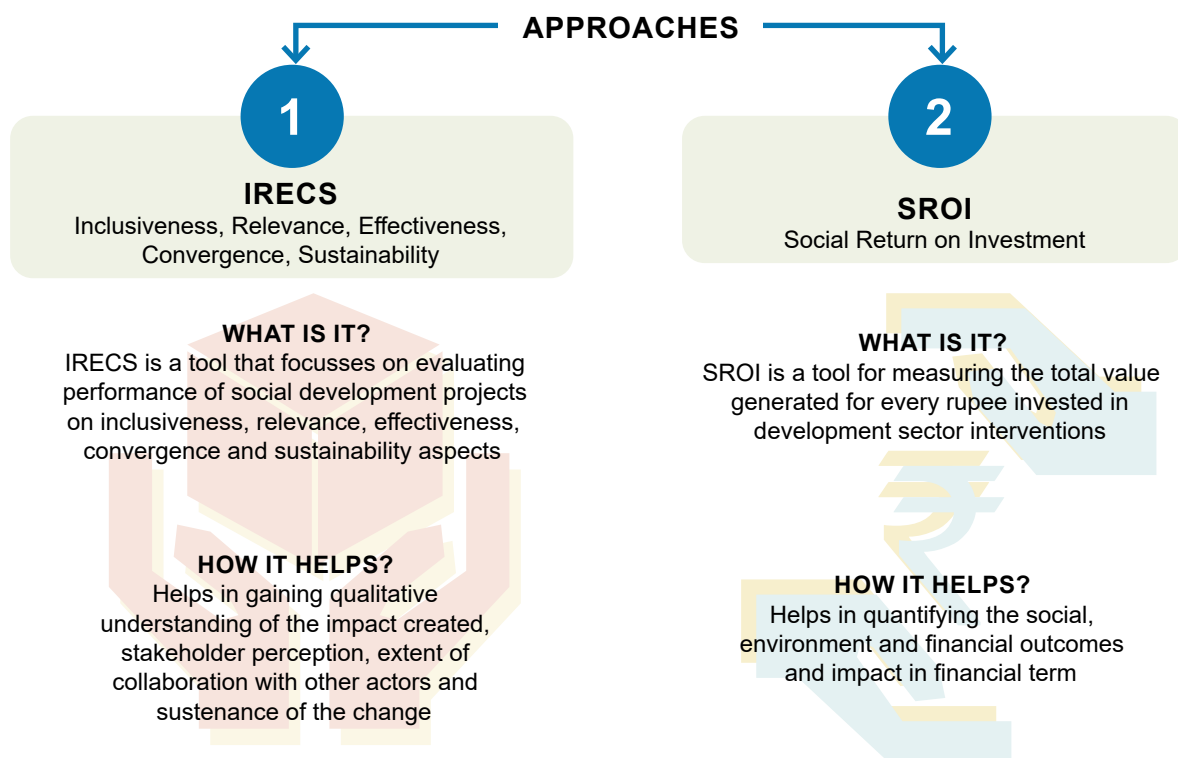 APPROACHES
1
IRECS
Inclusiveness, Relevance, Effectiveness,
Convergence, Sustainability
WHAT IS IT?
IRECS is a tool that focusses on evaluating
performance of social development projects
on inclusiveness, relevance, effectiveness,
convergence and sustainability aspects
HOW IT HELPS?
Helps in gaining qualitative
understanding of the impact created,
stakeholder perception, extent of
collaboration with other actors and
sustenance of the change
2
SROI
Social Return on Investment
WHAT IS IT?
SROI is a tool for measuring the total value
generated for every rupee invested in
development sector interventions
HOW IT HELPS?
Helps in quantifying the social,
environment and financial outcomes
and impact in financial term